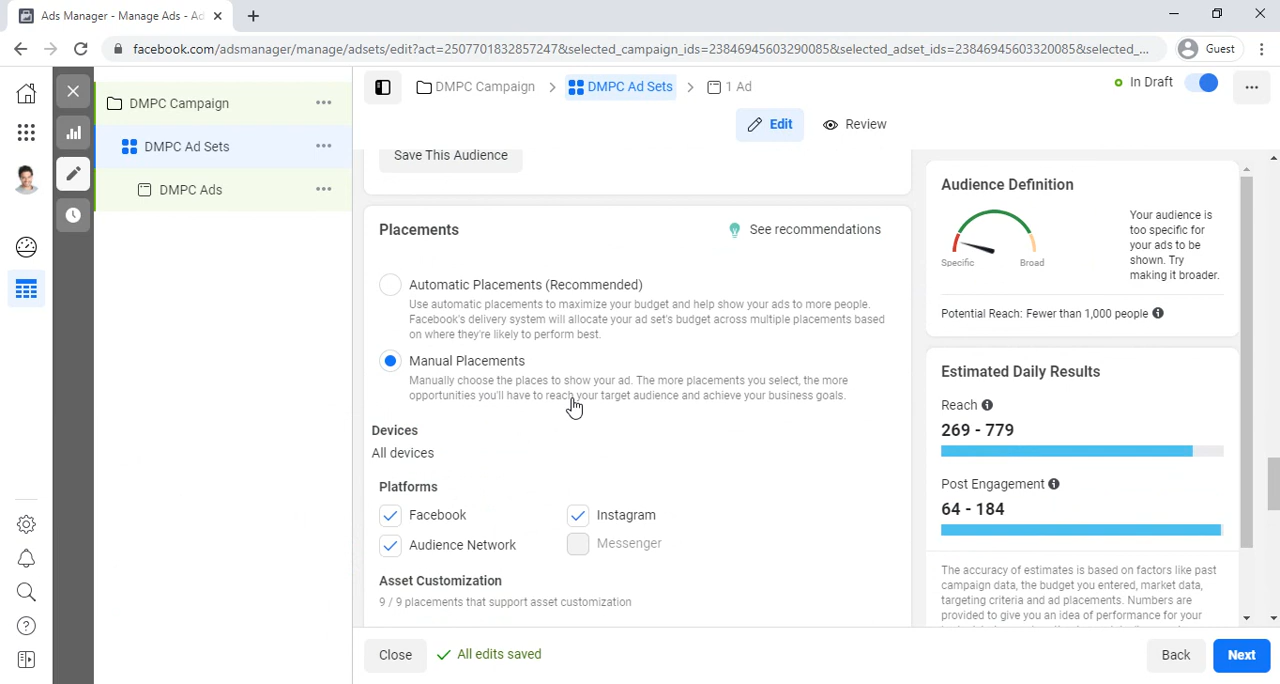 Ads Manager - Manage Ads - Ad
facebook.com/adsmanager/manage/adsets/edit?act=2507701832857247&selected_campaign_ids=23846945603290085&selected_adset_ids=23846945603320085&selected_...
Guest
DMPC Campaign
DMPC Ad Sets
DMPC Ads
DMPC Campaign
DMPC Ad Sets
1 Ad
In Draft
Edit
Review
Save This Audience
Placements
See recommendations
Automatic Placements (Recommended)
Use automatic placements to maximize your budget and help show your ads to more people.
Facebook's delivery system will allocate your ad set's budget across multiple placements based
on where they're likely to perform best.
Manual Placements
Manually choose the places to show your ad. The more placements you select, the more
opportunities you'll have to reach your target audience and achieve your business goals.
Devices
All devices
Platforms
Facebook
Instagram
Audience Network
Messenger
Asset Customization
9 / 9 placements that support asset customization
Close
All edits saved
Back
Next
Audience Definition
Specific
Broad
Your audience is
too specific for
your ads to be
shown. Try
making it broader.
Potential Reach: Fewer than 1,000 people
Estimated Daily Results
Reach
269 - 779
Post Engagement
64 - 184
The accuracy of estimates is based on factors like past
campaign data, the budget you entered, market data,
targeting criteria and ad placements. Numbers are
provided to give you an idea of performance for your